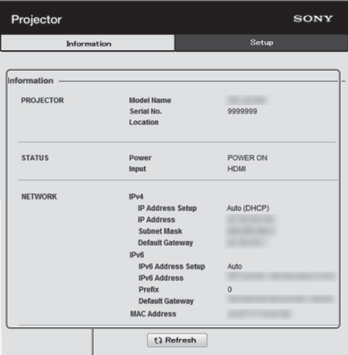 Projector SONY
Information Setup
Information
PROJECTOR Model Name
Serial No. 9999999
Location
STATUS Power POWER ON
Input HDMI
NETWORK IPv4
IP Address Setup Auto (DHCP)
IP Address
Subnet Mask
Default Gateway
IPv6
IPv6 Address Setup Auto
IPv6 Address
Prefix 0
Default Gateway
MAC Address
Refresh